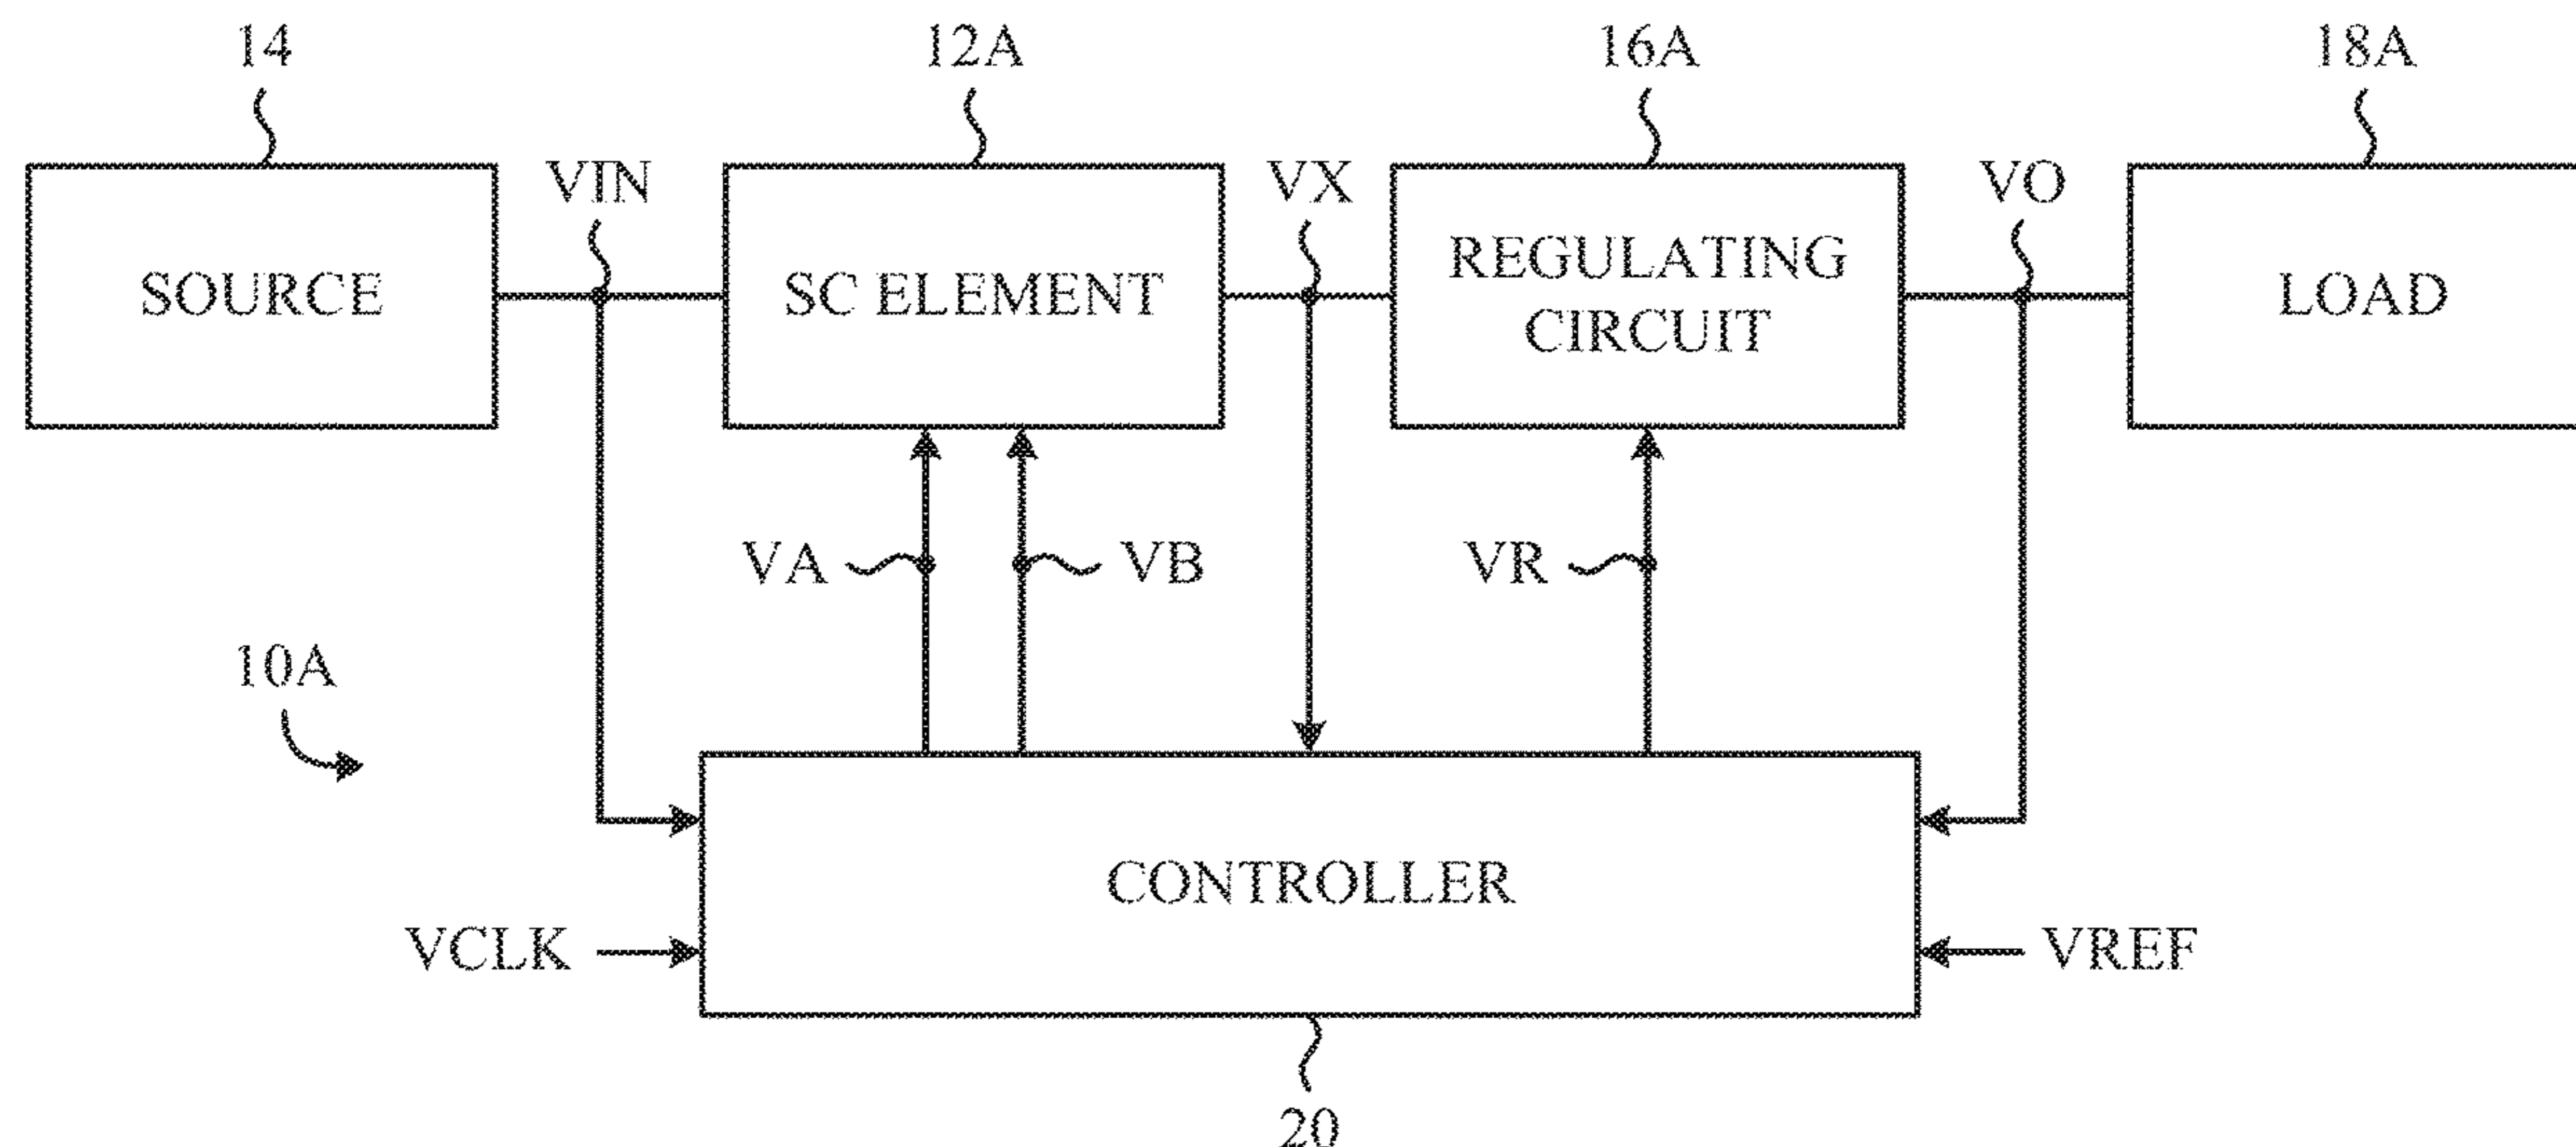 14
12A
16A
18A
VIN
VX
VO
SOURCE
SC ELEMENT
REGULATING
CIRCUIT
LOAD
VA
VB
VR
10A
CONTROLLER
VCLK
VREF
20